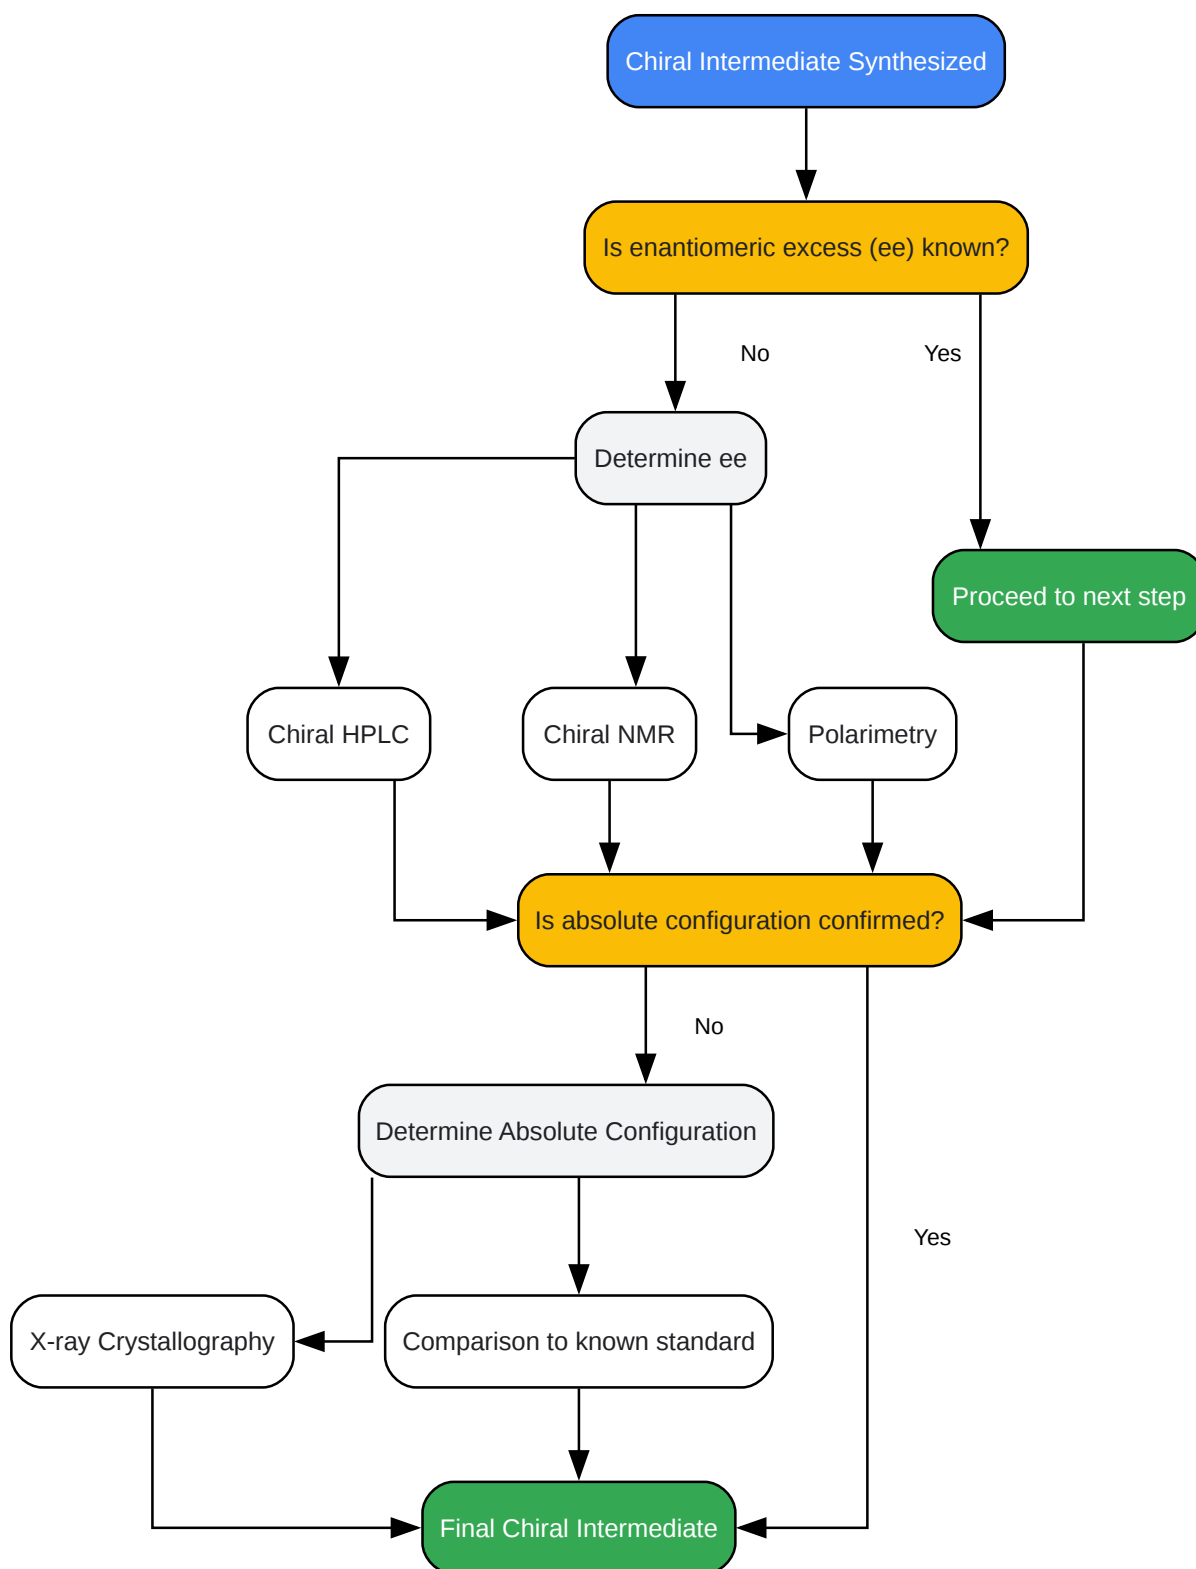 Chiral Intermediate Synthesized
Is enantiomeric excess (ee) known?
No
Yes
Determine ee
Proceed to next step
Chiral HPLC
Chiral NMR
Polarimetry
Is absolute configuration confirmed?
No
Determine Absolute Configuration
Yes
X-ray Crystallography
Comparison to known standard
Final Chiral Intermediate